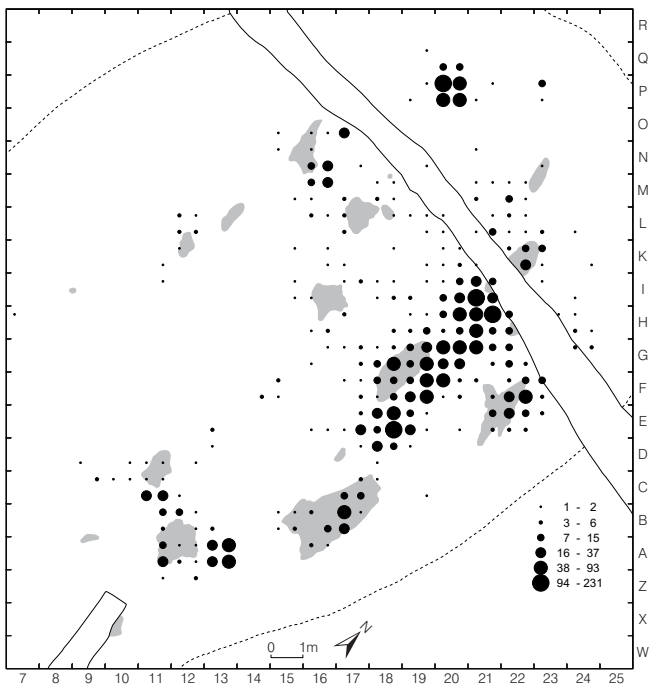 R
Q
P
O
N
M
L
K
I
H
G
F
E
D
C
B
A
Z
X
W
1 - 2
3 - 6
7 - 15
16 - 37
38 - 93
94 - 231
0 1m
N
7 8 9 10 11 12 13 14 15 16 17 18 19 20 21 22 23 24 25